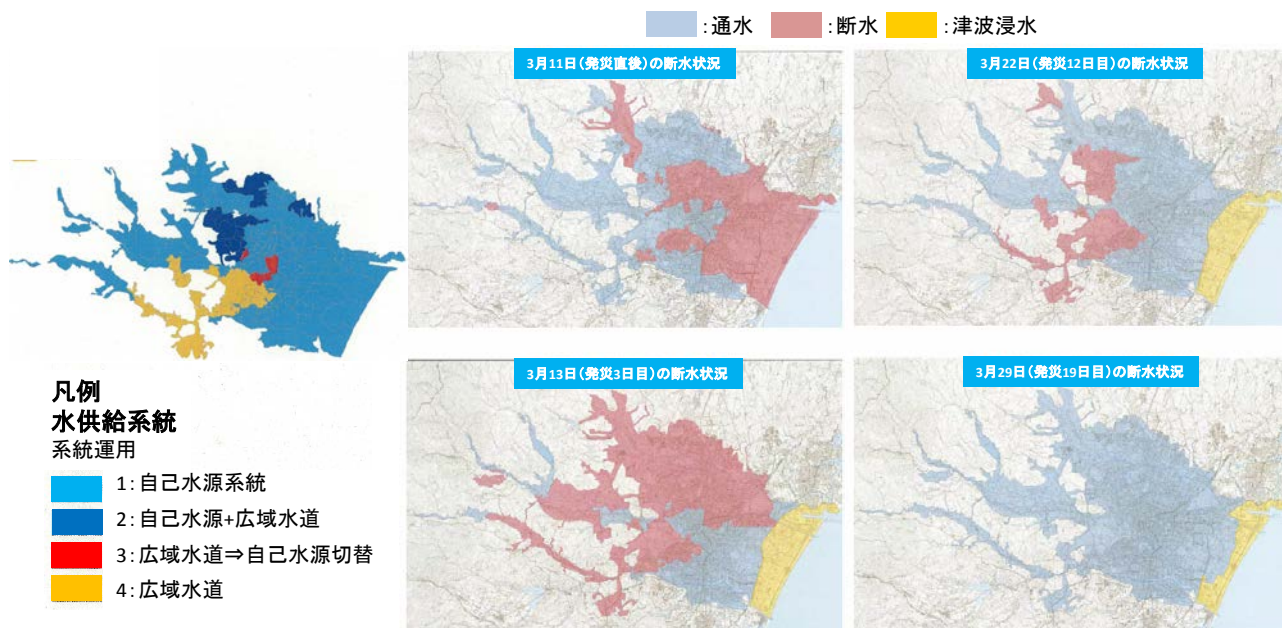 :通水 :断水 :津波浸水
3月11日(発災直後)の断水状況
3月22日(発災12日目)の断水状況
3月13日(発災3日目)の断水状況
3月29日(発災19日目)の断水状況
凡例
水供給系統
系統運用
1:自己水源系統
2:自己水源+広域水道
3:広域水道⇒自己水源切替
4:広域水道